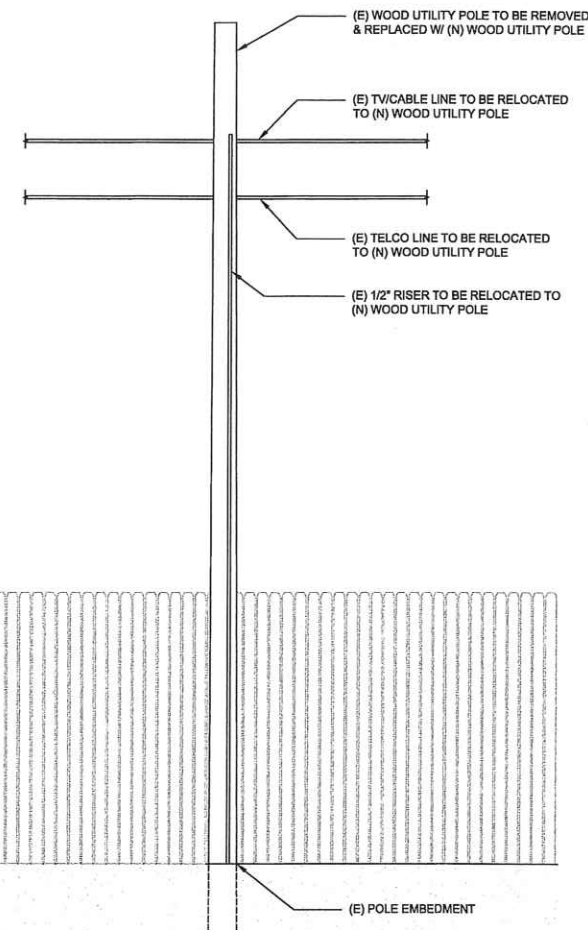 (E) WOOD UTILITY POLE TO BE REMOVED
& REPLACED W/ (N) WOOD UTILITY POLE
(E) TV/CABLE LINE TO BE RELOCATED
TO (N) WOOD UTILITY POLE
(E) TELCO LINE TO BE RELOCATED
TO (N) WOOD UTILITY POLE
(E) 1/2" RISER TO BE RELOCATED TO
(N) WOOD UTILITY POLE
(E) POLE EMBEDMENT